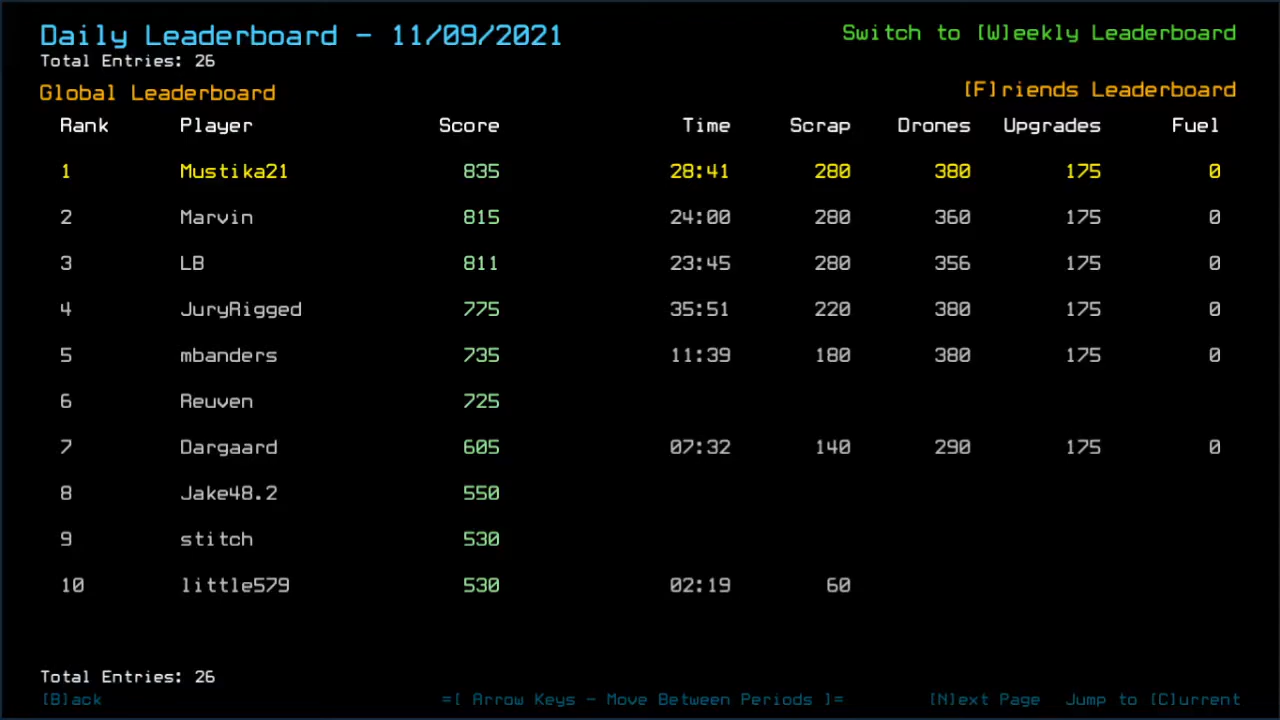 Daily Leaderboard - 11/09/2021 Switch to [W]eekly Leaderboard
Total Entries: 26
Global Leaderboard [F]riends Leaderboard
Rank Player Score Time Scrap Drones Upgrades Fuel
1 Mustika21 835 28:41 280 380 175 0
2 Marvin 815 24:00 280 360 175 0
3 LB 811 23:45 280 356 175 0
4 JuryRigged 775 35:51 220 380 175 0
5 mbanders 735 11:39 180 380 175 0
6 Reuven 725
7 Dargaard 605 07:32 140 290 175 0
8 Jake48.2 550
9 stitch 530
10 little579 530 02:19 60
Total Entries: 26
[B]ack =[ Arrow Keys - Move Between Periods ]= [N]ext Page Jump to [C]urrent